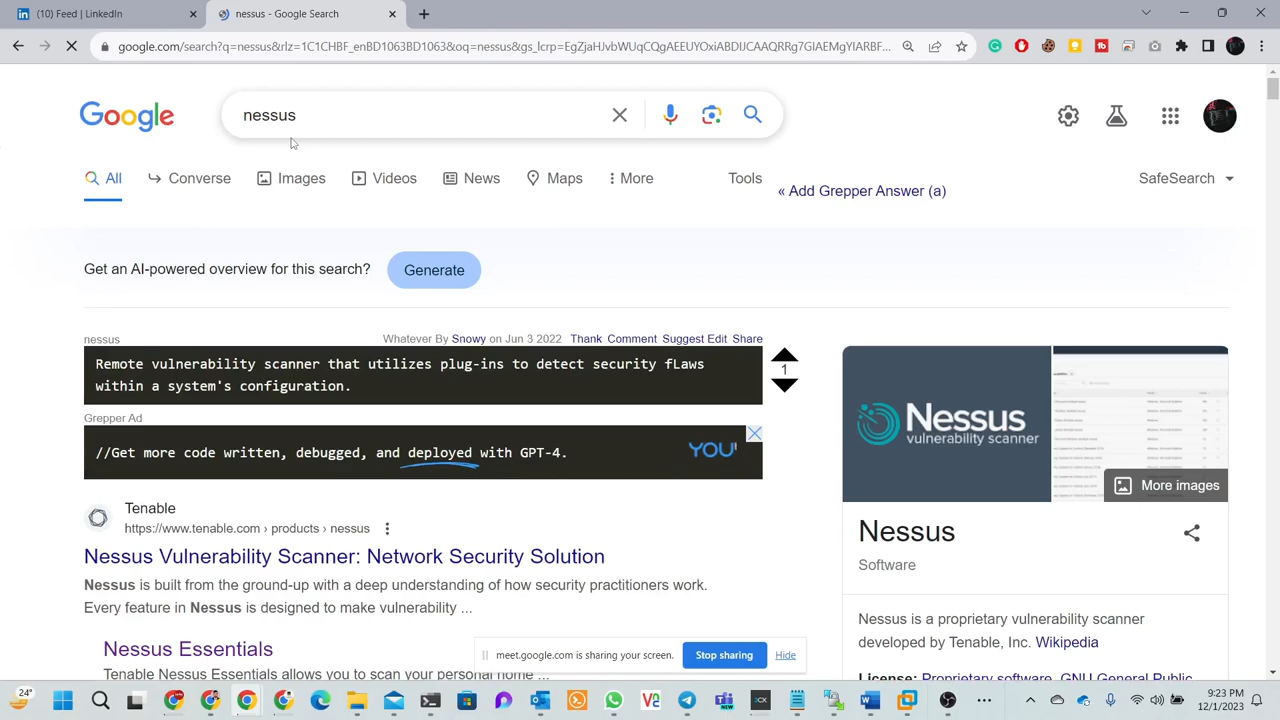 (10) Feed | LinkedIn
nessus - Google Search
google.com/search?q=nessus&rlz=1C1CHBF_enBD1063BD1063&oq=nessus&gs_lcrp=EgZjaHJvbWUqCQgAEEUYOxiABDIJCAAQRRg7GIAEMgYIARBF...
Google
nessus
All
Converse
Images
Videos
News
Maps
More
Tools
« Add Grepper Answer (a)
SafeSearch
Get an AI-powered overview for this search?
Generate
nessus
Whatever By Snowy on Jun 3 2022 Thank Comment Suggest Edit Share
Remote vulnerability scanner that utilizes plug-ins to detect security fLaws
within a system's configuration.
1
Grepper Ad
//Get more code written, debugged and deployed with GPT-4.
YOU!
Tenable
https://www.tenable.com › products › nessus
Nessus Vulnerability Scanner: Network Security Solution
Nessus is built from the ground-up with a deep understanding of how security practitioners work.
Every feature in Nessus is designed to make vulnerability ...
Nessus Essentials
Tenable Nessus Essentials allows you to scan your personal home ...
Nessus
vulnerability scanner
More images
Nessus
Software
Nessus is a proprietary vulnerability scanner
developed by Tenable, Inc. Wikipedia
License: Proprietary software, GNU General Public
meet.google.com is sharing your screen.
Stop sharing
Hide
24°
9:23 PM
12/1/2023